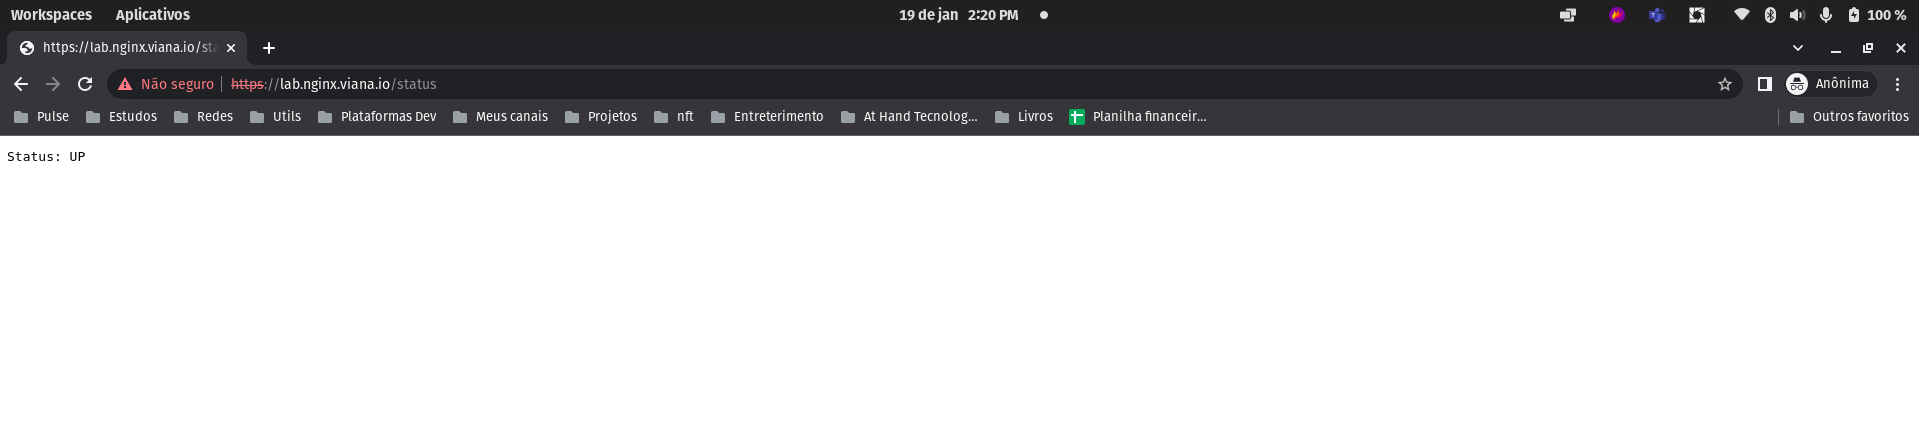 Workspaces Aplicativos 19 de jan 2:20 PM 100 %
https://lab.nginx.viana.io/sta
Não seguro https://lab.nginx.viana.io/status Anônima
Pulse Estudos Redes Utils Plataformas Dev Meus canais Projetos nft Entreterimento At Hand Tecnolog... Livros Planilha financeir... Outros favoritos
Status: UP